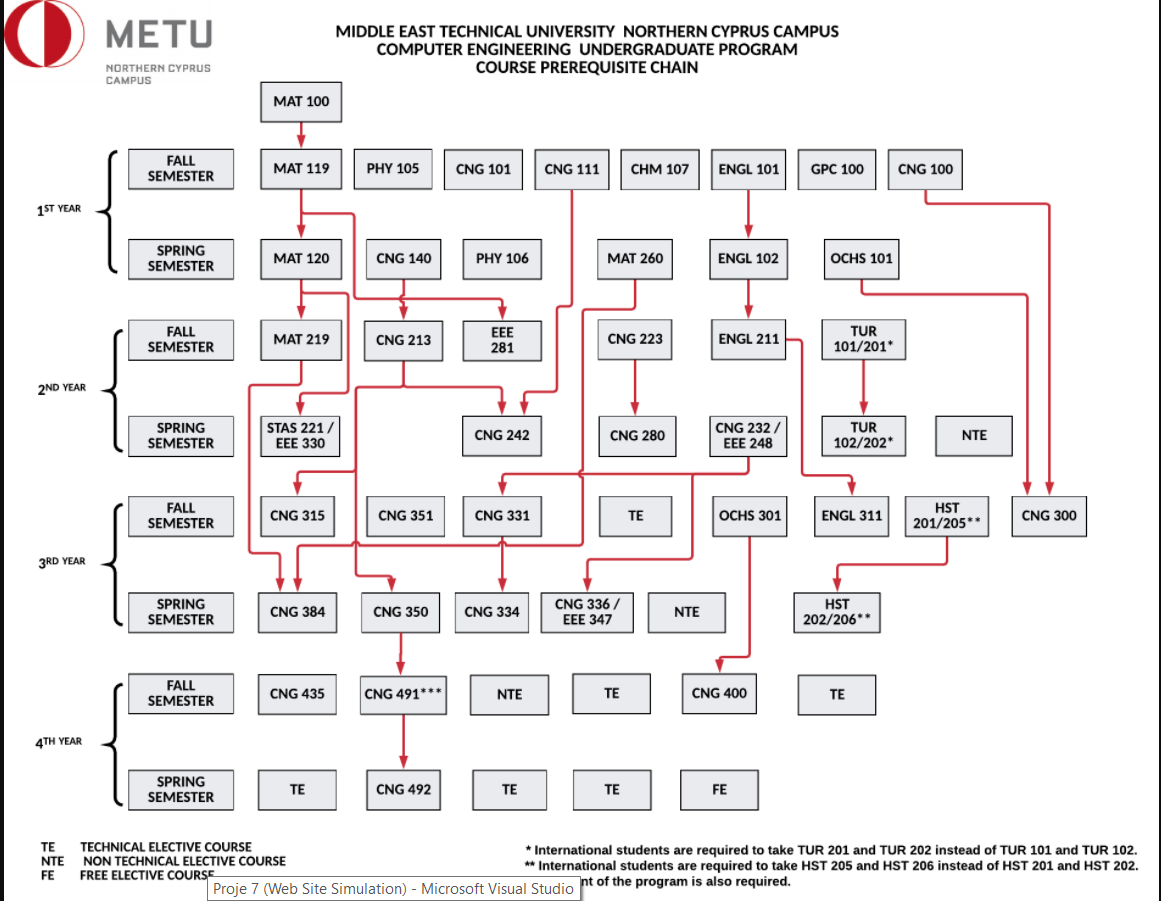 METU
NORTHERN CYPRUS
CAMPUS
MIDDLE EAST TECHNICAL UNIVERSITY NORTHERN CYPRUS CAMPUS
COMPUTER ENGINEERING UNDERGRADUATE PROGRAM
COURSE PREREQUISITE CHAIN
MAT 100
1ST YEAR
FALL
SEMESTER
MAT 119
PHY 105
CNG 101
CNG 111
CHM 107
ENGL 101
GPC 100
CNG 100
SPRING
SEMESTER
MAT 120
CNG 140
PHY 106
MAT 260
ENGL 102
OCHS 101
2ND YEAR
FALL
SEMESTER
MAT 219
CNG 213
EEE
281
CNG 223
ENGL 211
TUR
101/201*
SPRING
SEMESTER
STAS 221 /
EEE 330
CNG 242
CNG 280
CNG 232 /
EEE 248
TUR
102/202*
NTE
3RD YEAR
FALL
SEMESTER
CNG 315
CNG 351
CNG 331
TE
OCHS 301
ENGL 311
HST
201/205**
CNG 300
SPRING
SEMESTER
CNG 384
CNG 350
CNG 334
CNG 336 /
EEE 347
NTE
HST
202/206**
4TH YEAR
FALL
SEMESTER
CNG 435
CNG 491***
NTE
TE
CNG 400
TE
SPRING
SEMESTER
TE
CNG 492
TE
TE
FE
TE TECHNICAL ELECTIVE COURSE
NTE NON TECHNICAL ELECTIVE COURSE
FE FREE ELECTIVE COURSE
* International students are required to take TUR 201 and TUR 202 instead of TUR 101 and TUR 102.
** International students are required to take HST 205 and HST 206 instead of HST 201 and HST 202.
nt of the program is also required.
Proje 7 (Web Site Simulation) - Microsoft Visual Studio